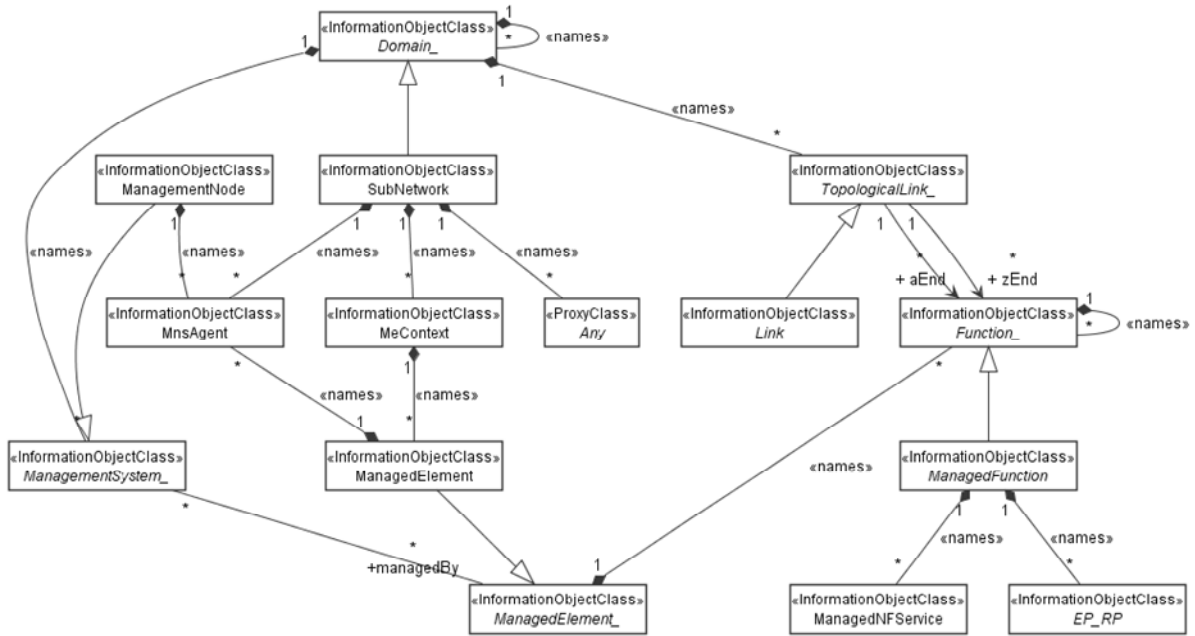 1
«InformationObjectClass»
Domain_
1
*
«names»
1
«names»
*
«InformationObjectClass»
ManagementNode
«InformationObjectClass»
SubNetwork
«InformationObjectClass»
TopologicalLink_
1
1
1
1
1
1
«names»
«names»
«names»
«names»
«names»
*
*
*
*
*
*
+ aEnd
+ zEnd
«InformationObjectClass»
MnsAgent
«InformationObjectClass»
MeContext
«ProxyClass»
Any
«InformationObjectClass»
Link
«InformationObjectClass»
Function_
1
*
«names»
*
1
*
«names»
«names»
1
*
*
«InformationObjectClass»
ManagementSystem_
«InformationObjectClass»
ManagedElement
«names»
«InformationObjectClass»
ManagedFunction
*
1
1
*
«names»
«names»
+managedBy
*
*
1
«InformationObjectClass»
ManagedElement_
«InformationObjectClass»
ManagedNFService
«InformationObjectClass»
EP_RP